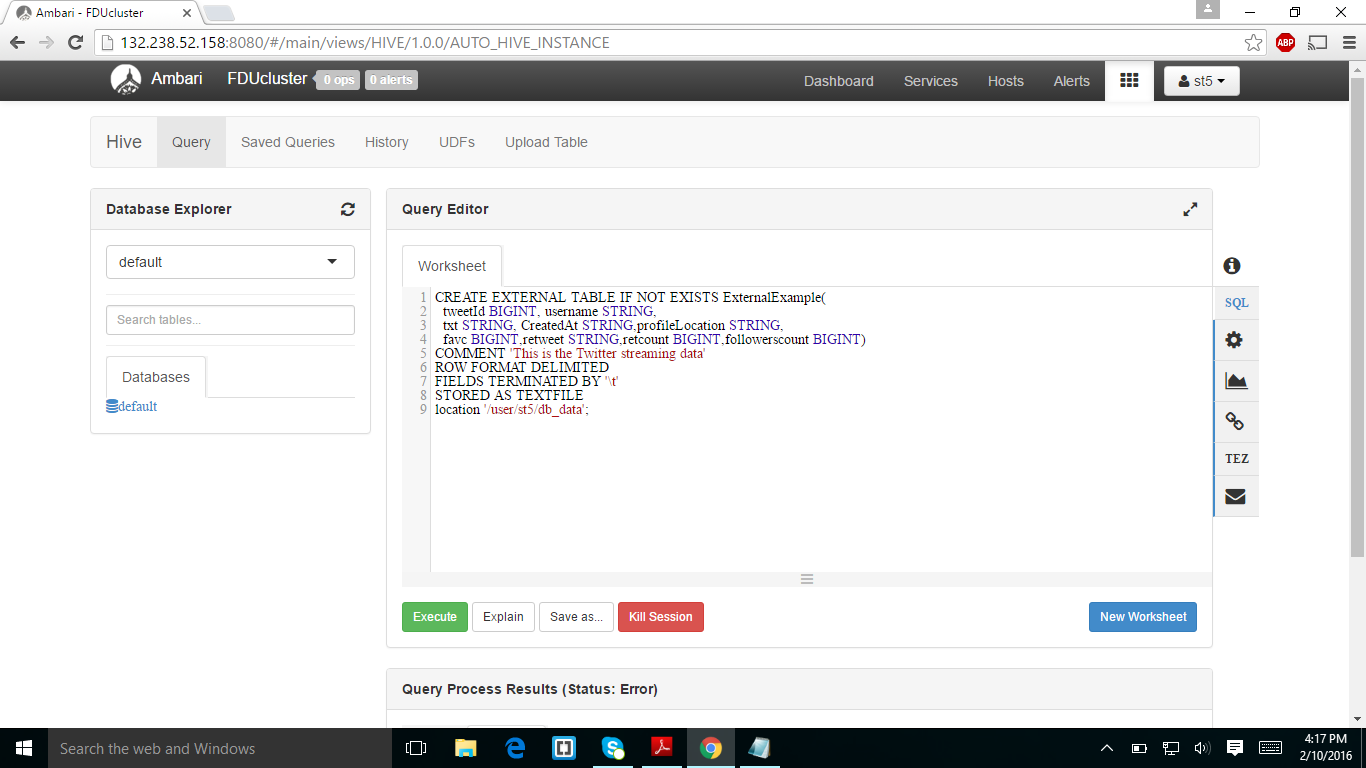 Ambari - FDUcluster
132.238.52.158:8080/#/main/views/HIVE/1.0.0/AUTO_HIVE_INSTANCE
ABP
Ambari FDUcluster 0 ops 0 alerts Dashboard Services Hosts Alerts st5
Hive Query Saved Queries History UDFs Upload Table
Database Explorer
default
Search tables...
Databases
default
Query Editor
Worksheet
1 CREATE EXTERNAL TABLE IF NOT EXISTS ExternalExample(
2 tweetId BIGINT, username STRING,
3 txt STRING, CreatedAt STRING,profileLocation STRING,
4 favc BIGINT,retweet STRING,retcount BIGINT,followerscount BIGINT)
5 COMMENT 'This is the Twitter streaming data'
6 ROW FORMAT DELIMITED
7 FIELDS TERMINATED BY '\t'
8 STORED AS TEXTFILE
9 location '/user/st5/db_data';
SQL
TEZ
Execute Explain Save as... Kill Session New Worksheet
Query Process Results (Status: Error)
Search the web and Windows
4:17 PM
2/10/2016